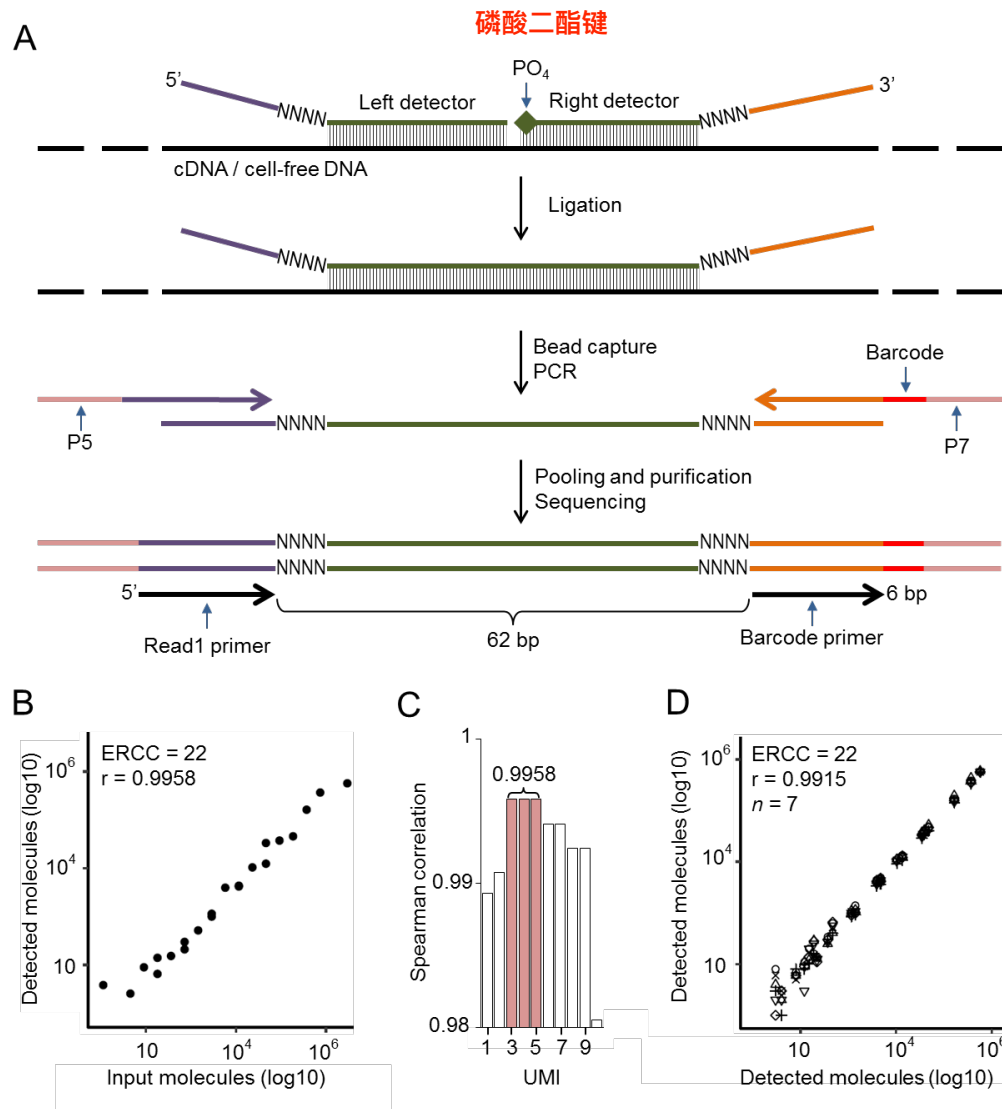 磷酸二酯键
A
PO4
5'
3'
NNNN
Left detector
Right detector
NNNN
cDNA / cell-free DNA
Ligation
NNNN
NNNN
Bead capture
PCR
Barcode
NNNN
NNNN
P5
P7
Pooling and purification
Sequencing
NNNN
NNNN
NNNN
NNNN
5'
6 bp
Read1 primer
62 bp
Barcode primer
B
ERCC = 22
r = 0.9958
10^6
10^4
10
Detected molecules (log10)
10
10^4
10^6
Input molecules (log10)
C
1
0.9958
0.99
0.98
Spearman correlation
1
3
5
7
9
UMI
D
ERCC = 22
r = 0.9915
n = 7
10^6
10^4
10
Detected molecules (log10)
10
10^4
10^6
Detected molecules (log10)